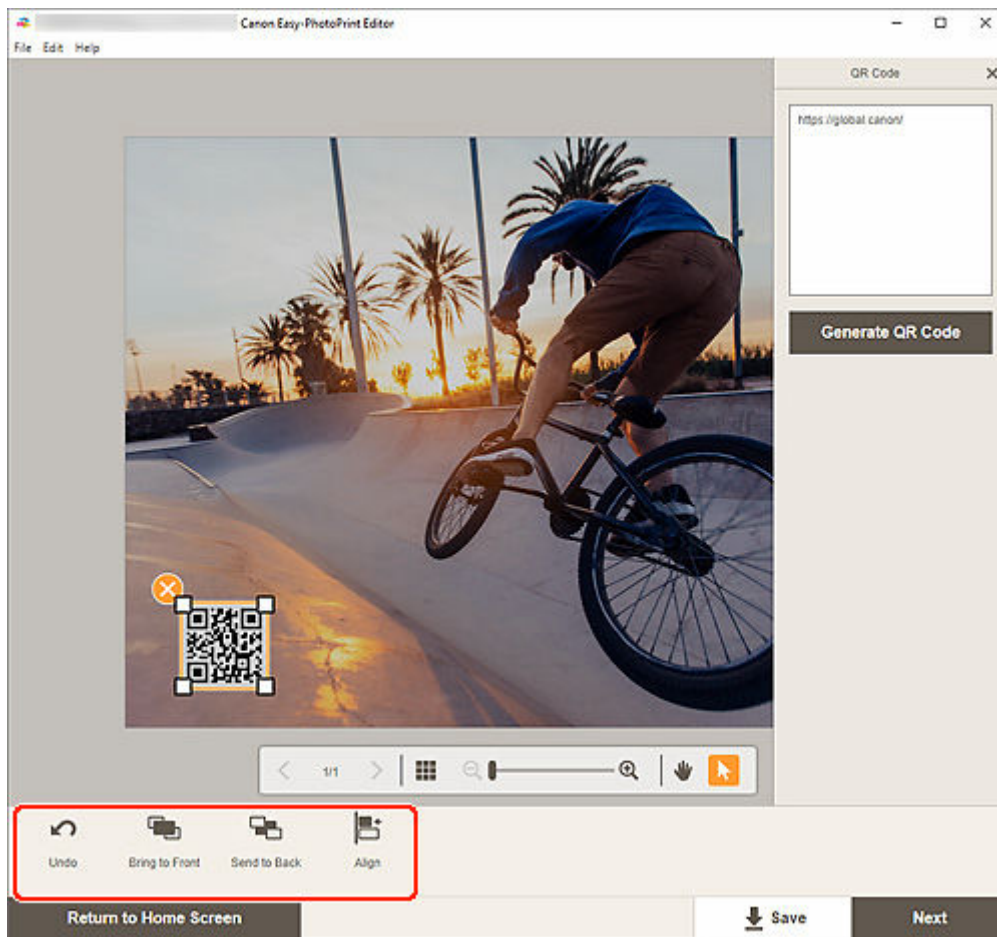 Canon Easy-PhotoPrint Editor
File Edit Help
QR Code
https://global.canon/
Generate QR Code
1/1
Undo Bring to Front Send to Back Align
Return to Home Screen Save Next